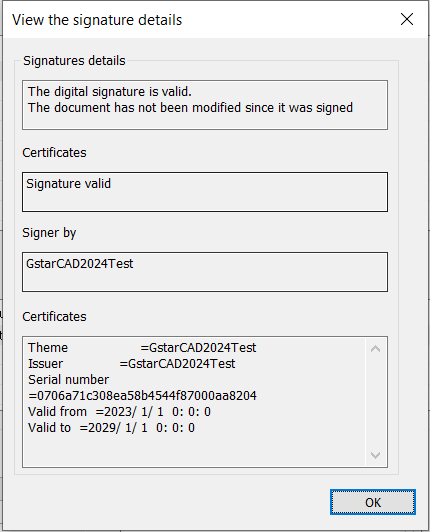 View the signature details
Signatures details
The digital signature is valid.
The document has not been modified since it was signed
Certificates
Signature valid
Signer by
GstarCAD2024Test
Certificates
Theme =GstarCAD2024Test
Issuer =GstarCAD2024Test
Serial number
=0706a71c308ea58b4544f87000aa8204
Valid from =2023/ 1/ 1 0: 0: 0
Valid to =2029/ 1/ 1 0: 0: 0
OK